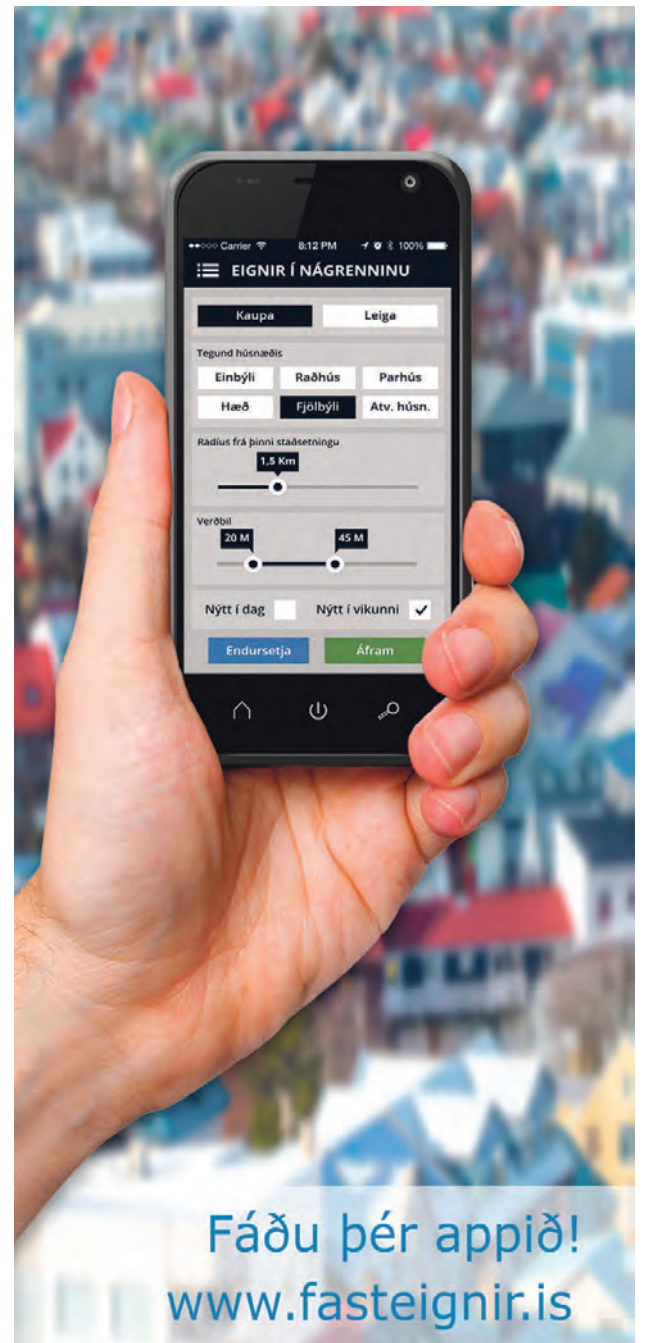 Carrier 8:12 PM 100%
EIGNIR Í NÁGRENNINU
Kaupa Leiga
Tegund húsnæðis
Einbýli Raðhús Parhús
Hæð Fjölbýli Atv. húsn.
Radíus frá þinni staðsetningu
1,5 Km
Verðbil
20 M 45 M
Nýtt í dag Nýtt í vikunni
Endursetja Áfram
Fáðu þér appið!
www.fasteignir.is